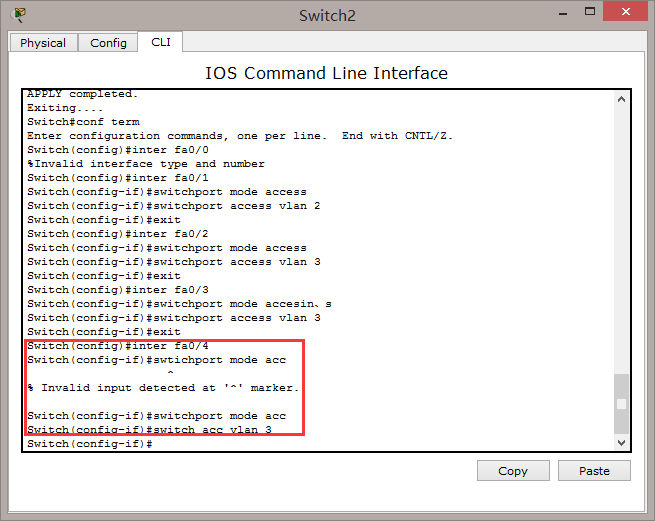 Switch2
Physical Config CLI
IOS Command Line Interface
APPLY completed.
Exiting....
Switch#conf term
Enter configuration commands, one per line.  End with CNTL/Z.
Switch(config)#inter fa0/0
%Invalid interface type and number
Switch(config)#inter fa0/1
Switch(config-if)#switchport mode access
Switch(config-if)#switchport access vlan 2
Switch(config-if)#exit
Switch(config)#inter fa0/2
Switch(config-if)#switchport mode access
Switch(config-if)#switchport access vlan 3
Switch(config-if)#exit
Switch(config)#inter fa0/3
Switch(config-if)#switchport mode accesin、s
Switch(config-if)#switchport access vlan 3
Switch(config-if)#exit
Switch(config)#inter fa0/4
Switch(config-if)#swtichport mode acc
^
% Invalid input detected at '^' marker.
Switch(config-if)#switchport mode acc
Switch(config-if)#switch acc vlan 3
Switch(config-if)#
Copy Paste